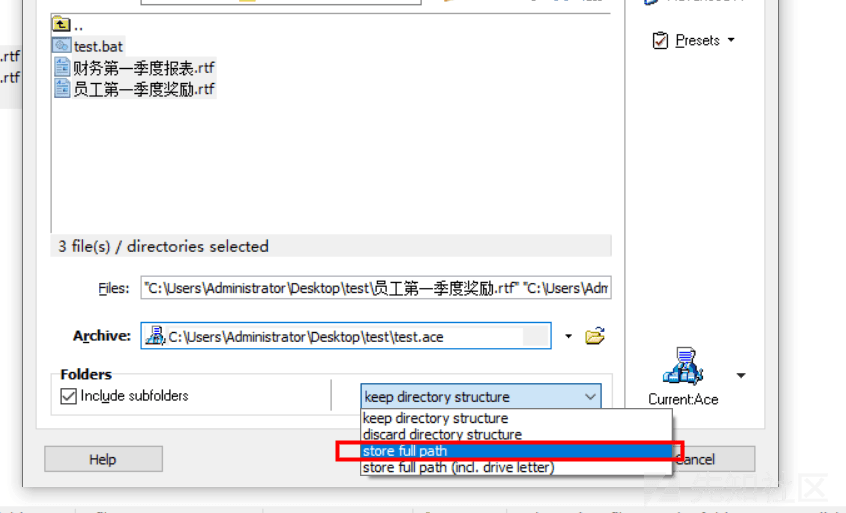 ..
test.bat
.rtf
财务第一季度报表.rtf
.rtf
员工第一季度奖励.rtf
Presets
3 file(s) / directories selected
Files: "C:\Users\Administrator\Desktop\test\员工第一季度奖励.rtf" "C:\Users\Adm
Archive: C:\Users\Administrator\Desktop\test\test.ace
Folders
Include subfolders
keep directory structure
Current:Ace
keep directory structure
discard directory structure
store full path
store full path (incl. drive letter)
Help
Cancel